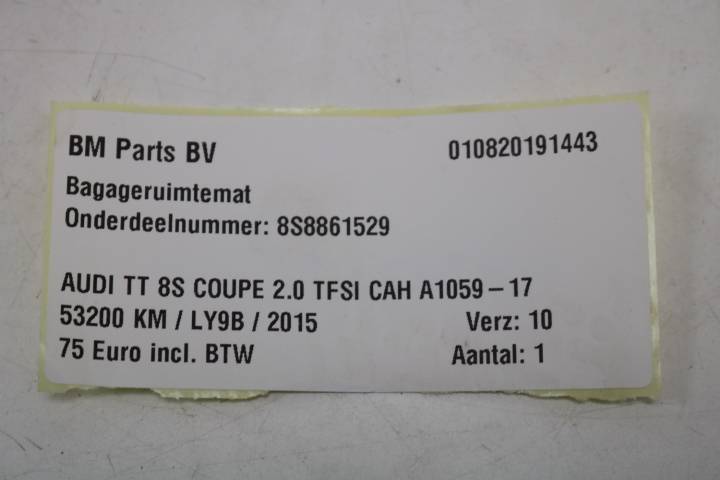 BM Parts BV 010820191443
Bagageruimtemat
Onderdeelnummer: 8S8861529
AUDI TT 8S COUPE 2.0 TFSI CAH A1059-17
53200 KM / LY9B / 2015 Verz: 10
75 Euro incl. BTW Aantal: 1